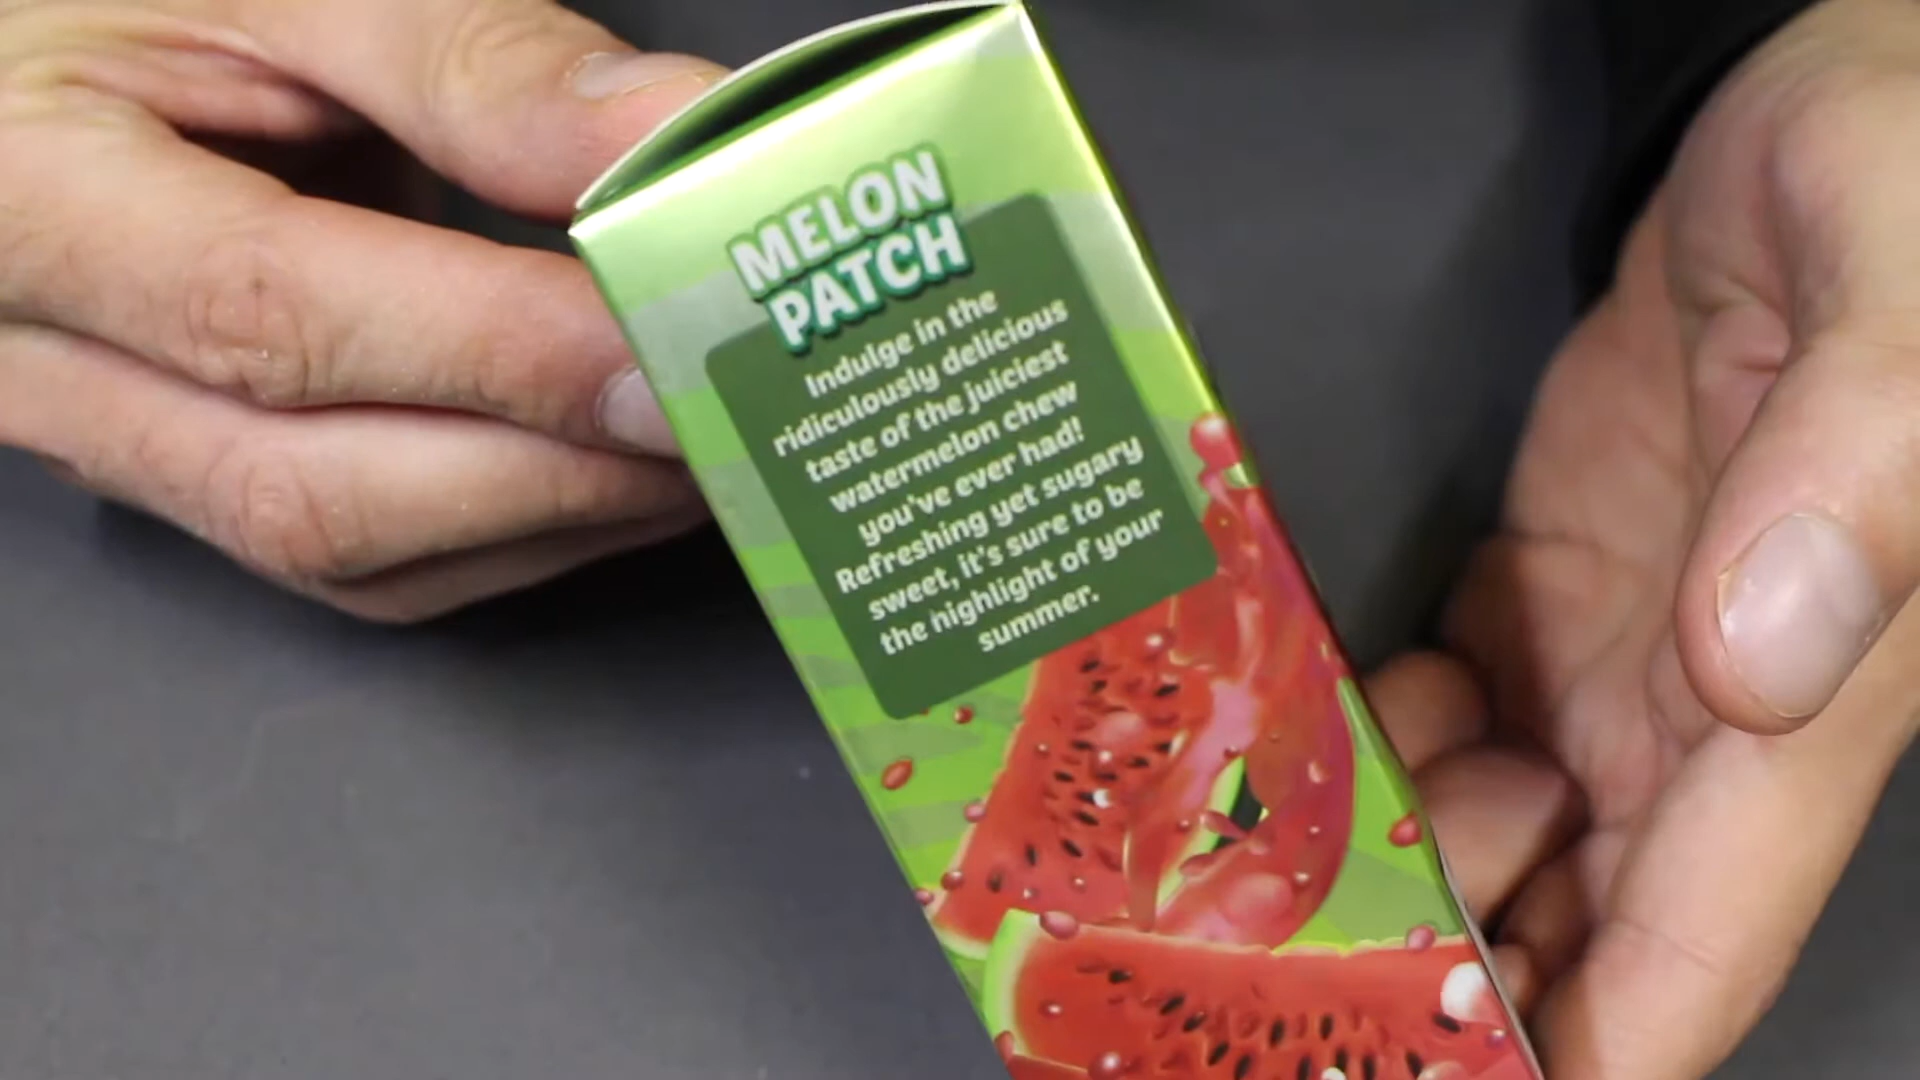 MELON
PATCH
Indulge in the
ridiculously delicious
taste of the juiciest
watermelon chew
you've ever had!
Refreshing yet sugary
sweet, it's sure to be
the highlight of your
summer.